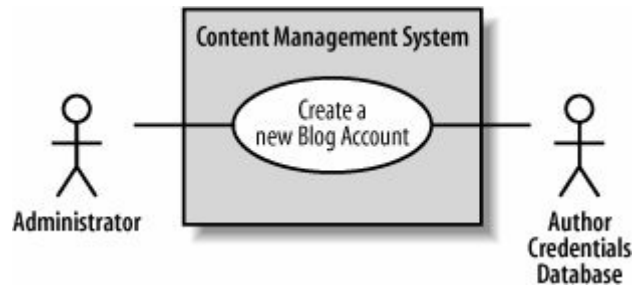 Content Management System
Create a
new Blog Account
Administrator
Author
Credentials
Database